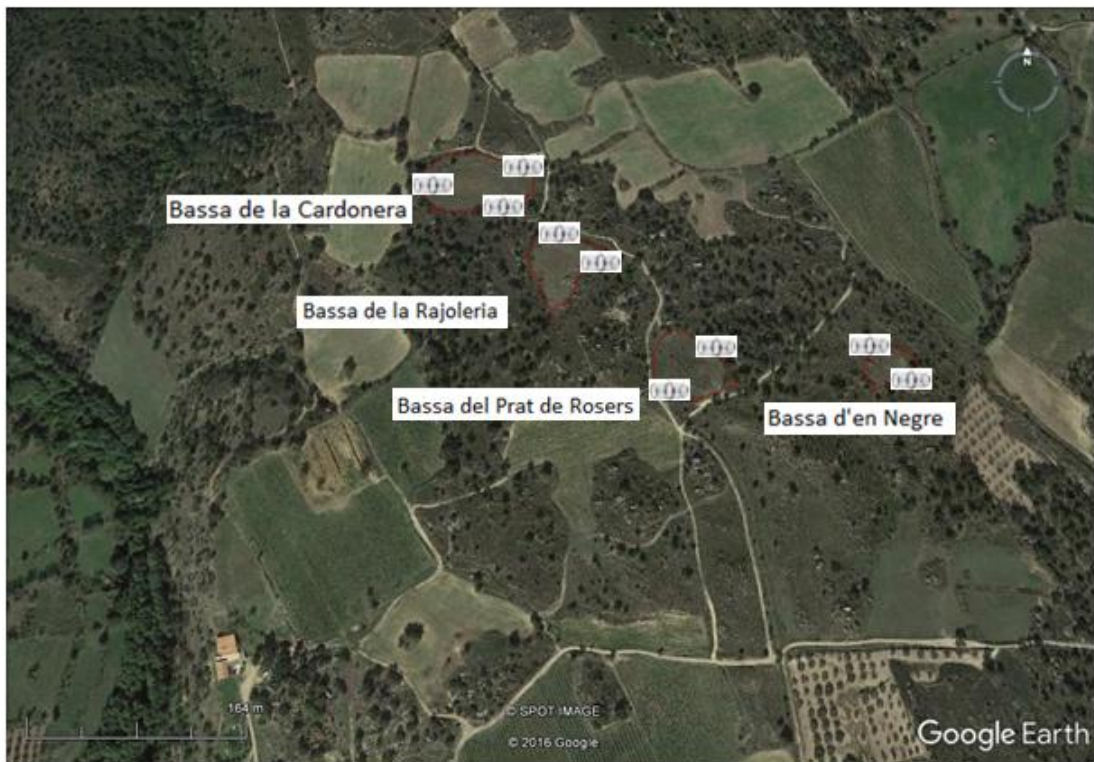 N
Bassa de la Cardonera
Bassa de la Rajoleria
Bassa del Prat de Rosers
Bassa d'en Negre
164 m
© SPOT IMAGE
© 2016 Google
Google Earth